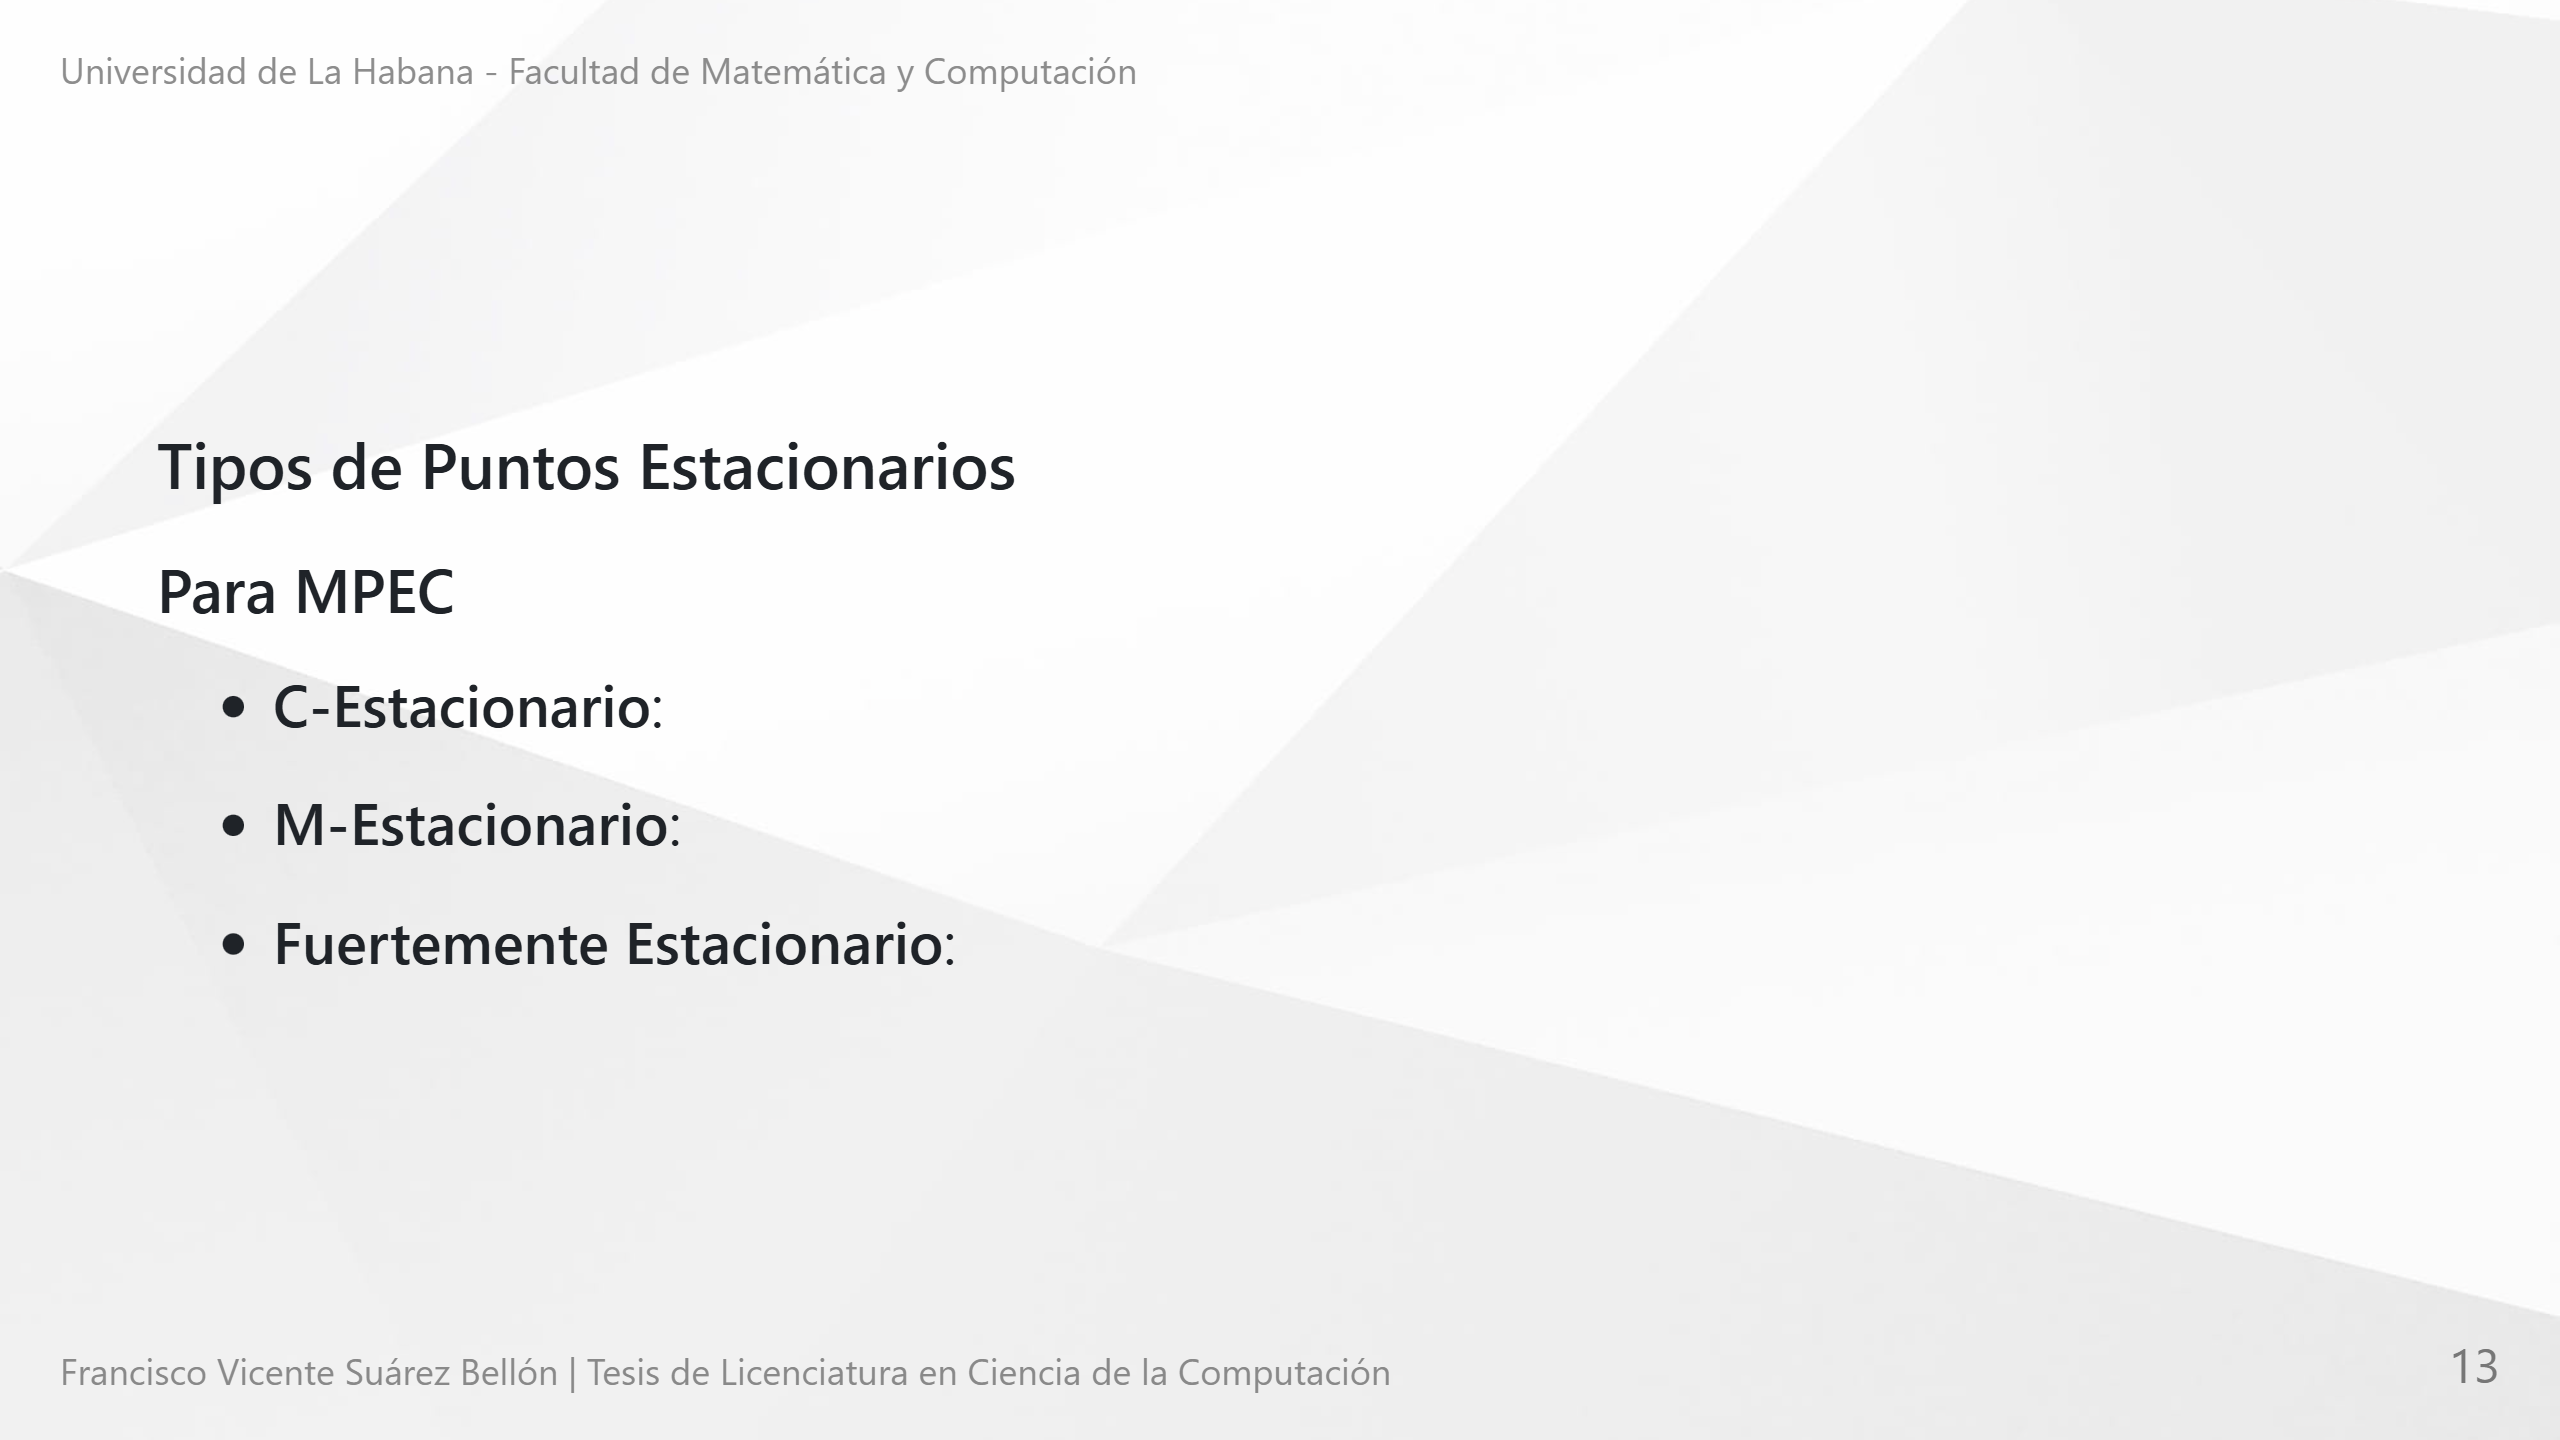 Universidad de La Habana - Facultad de Matemática y Computación
Tipos de Puntos Estacionarios
Para MPEC
• C-Estacionario:
• M-Estacionario:
• Fuertemente Estacionario:
Francisco Vicente Suárez Bellón | Tesis de Licenciatura en Ciencia de la Computación
13